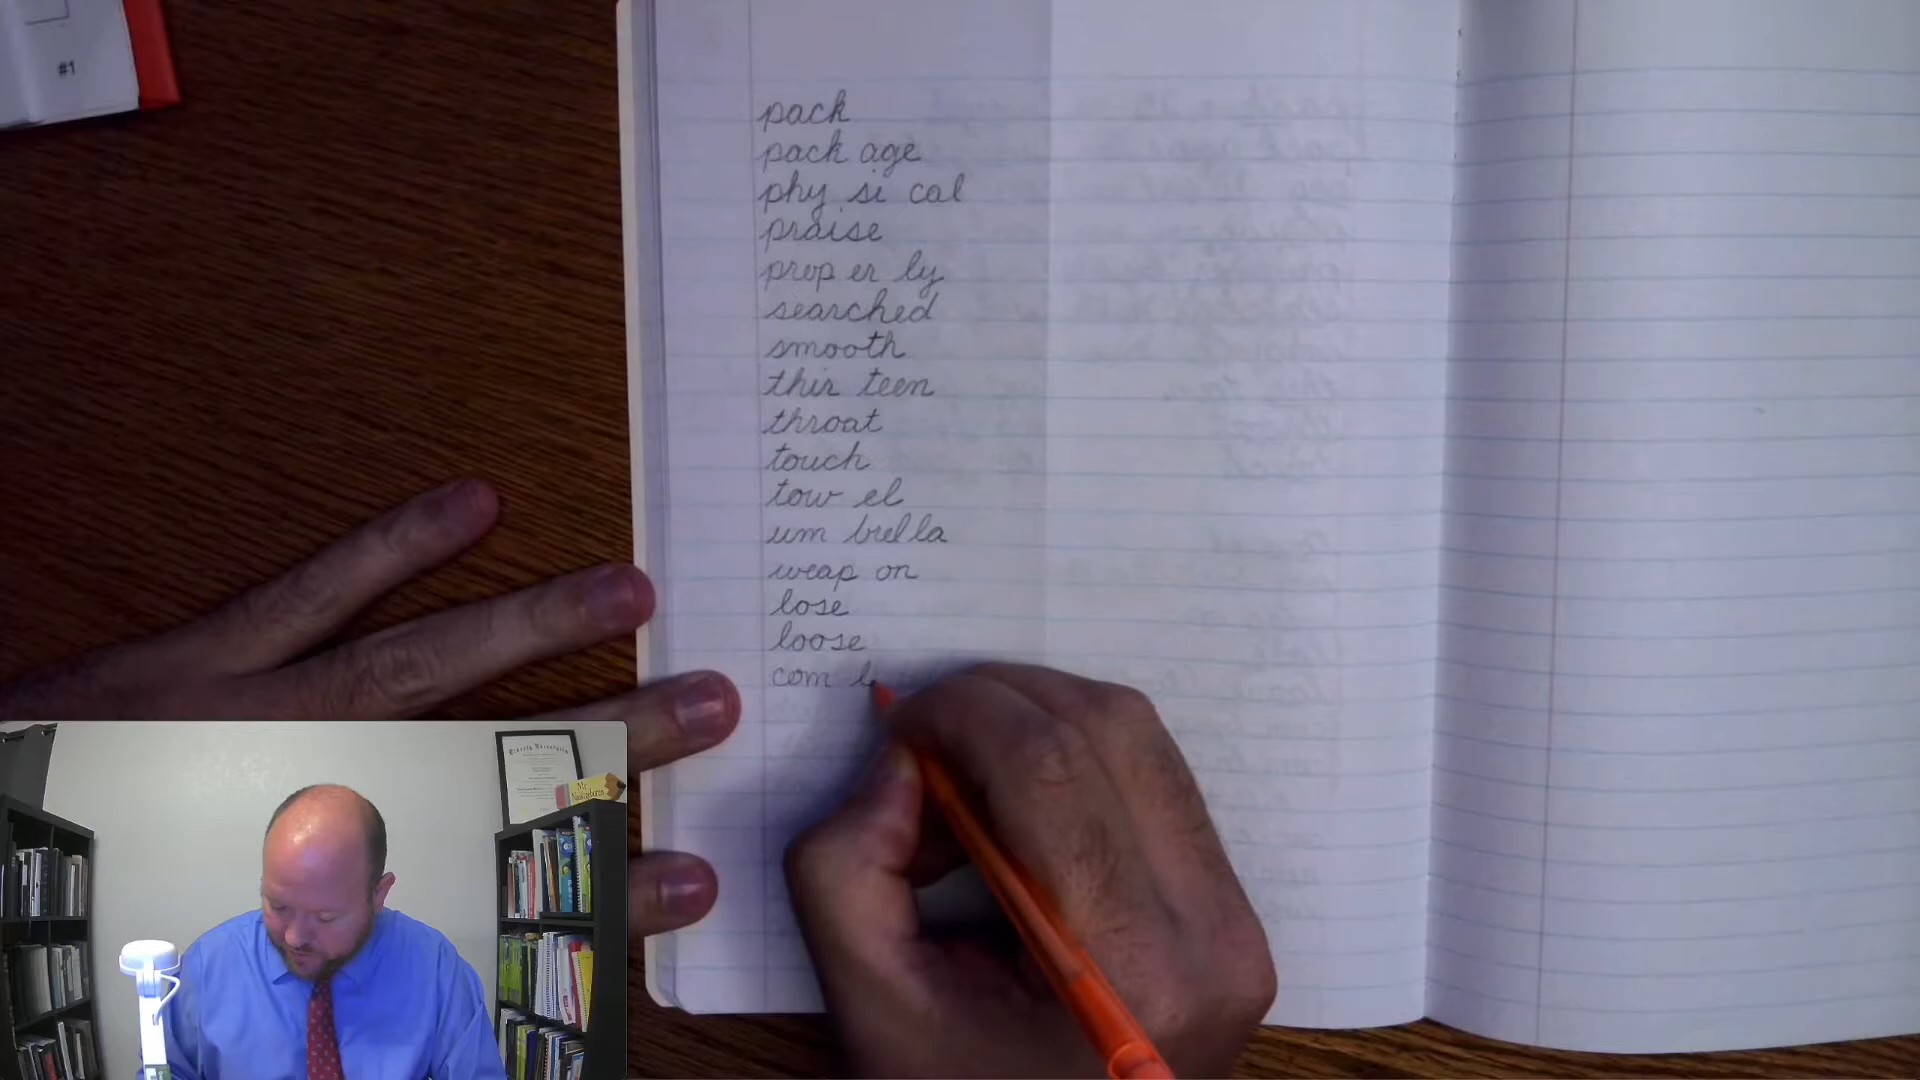 #1
pack
pack age
phy si cal
praise
prop er ly
searched
smooth
thir teen
throat
touch
tow el
um brel la
weap on
lose
loose
com
Mr.